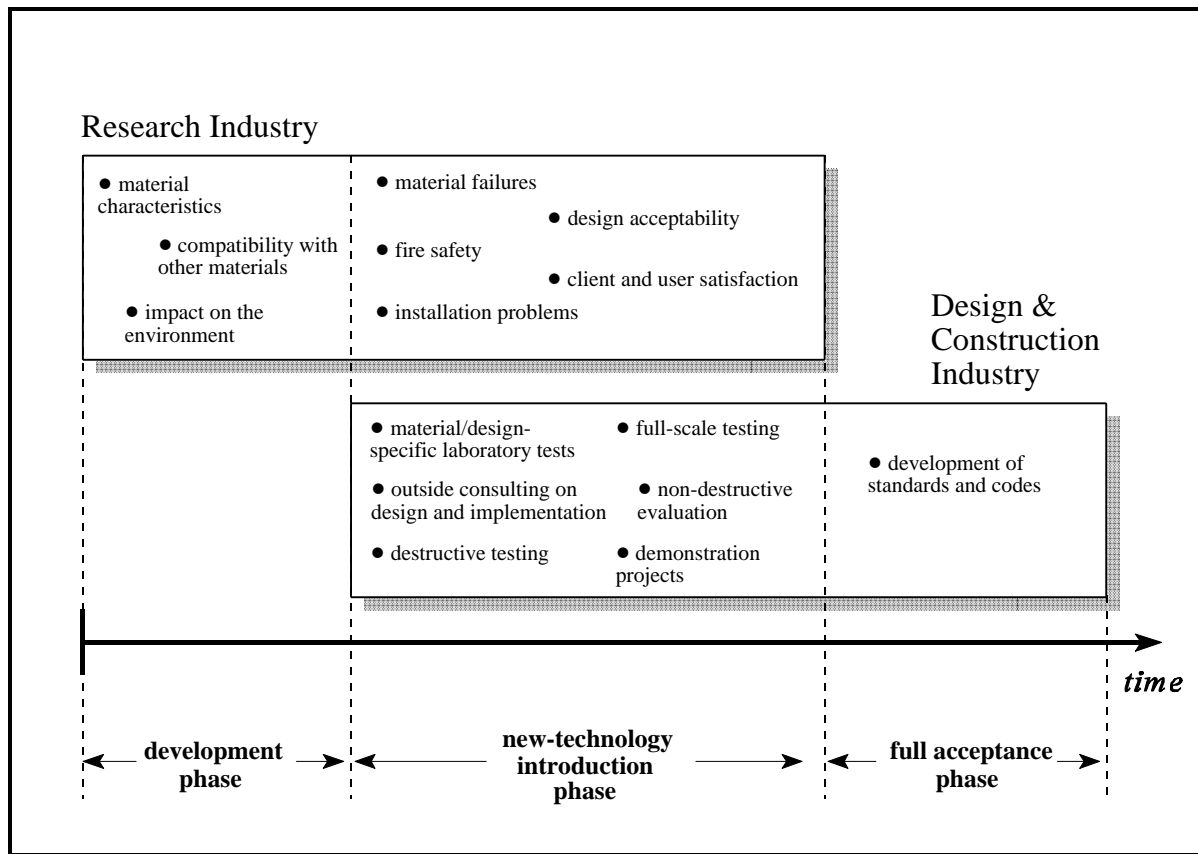 Research Industry
● material
characteristics
● compatibility with
other materials
● impact on the
environment
● material failures
● design acceptability
● fire safety
● client and user satisfaction
● installation problems
Design &
Construction
Industry
● material/design-
specific laboratory tests
● outside consulting on
design and implementation
● destructive testing
● full-scale testing
● non-destructive
evaluation
● demonstration
projects
● development of
standards and codes
time
development
phase
new-technology
introduction
phase
full acceptance
phase